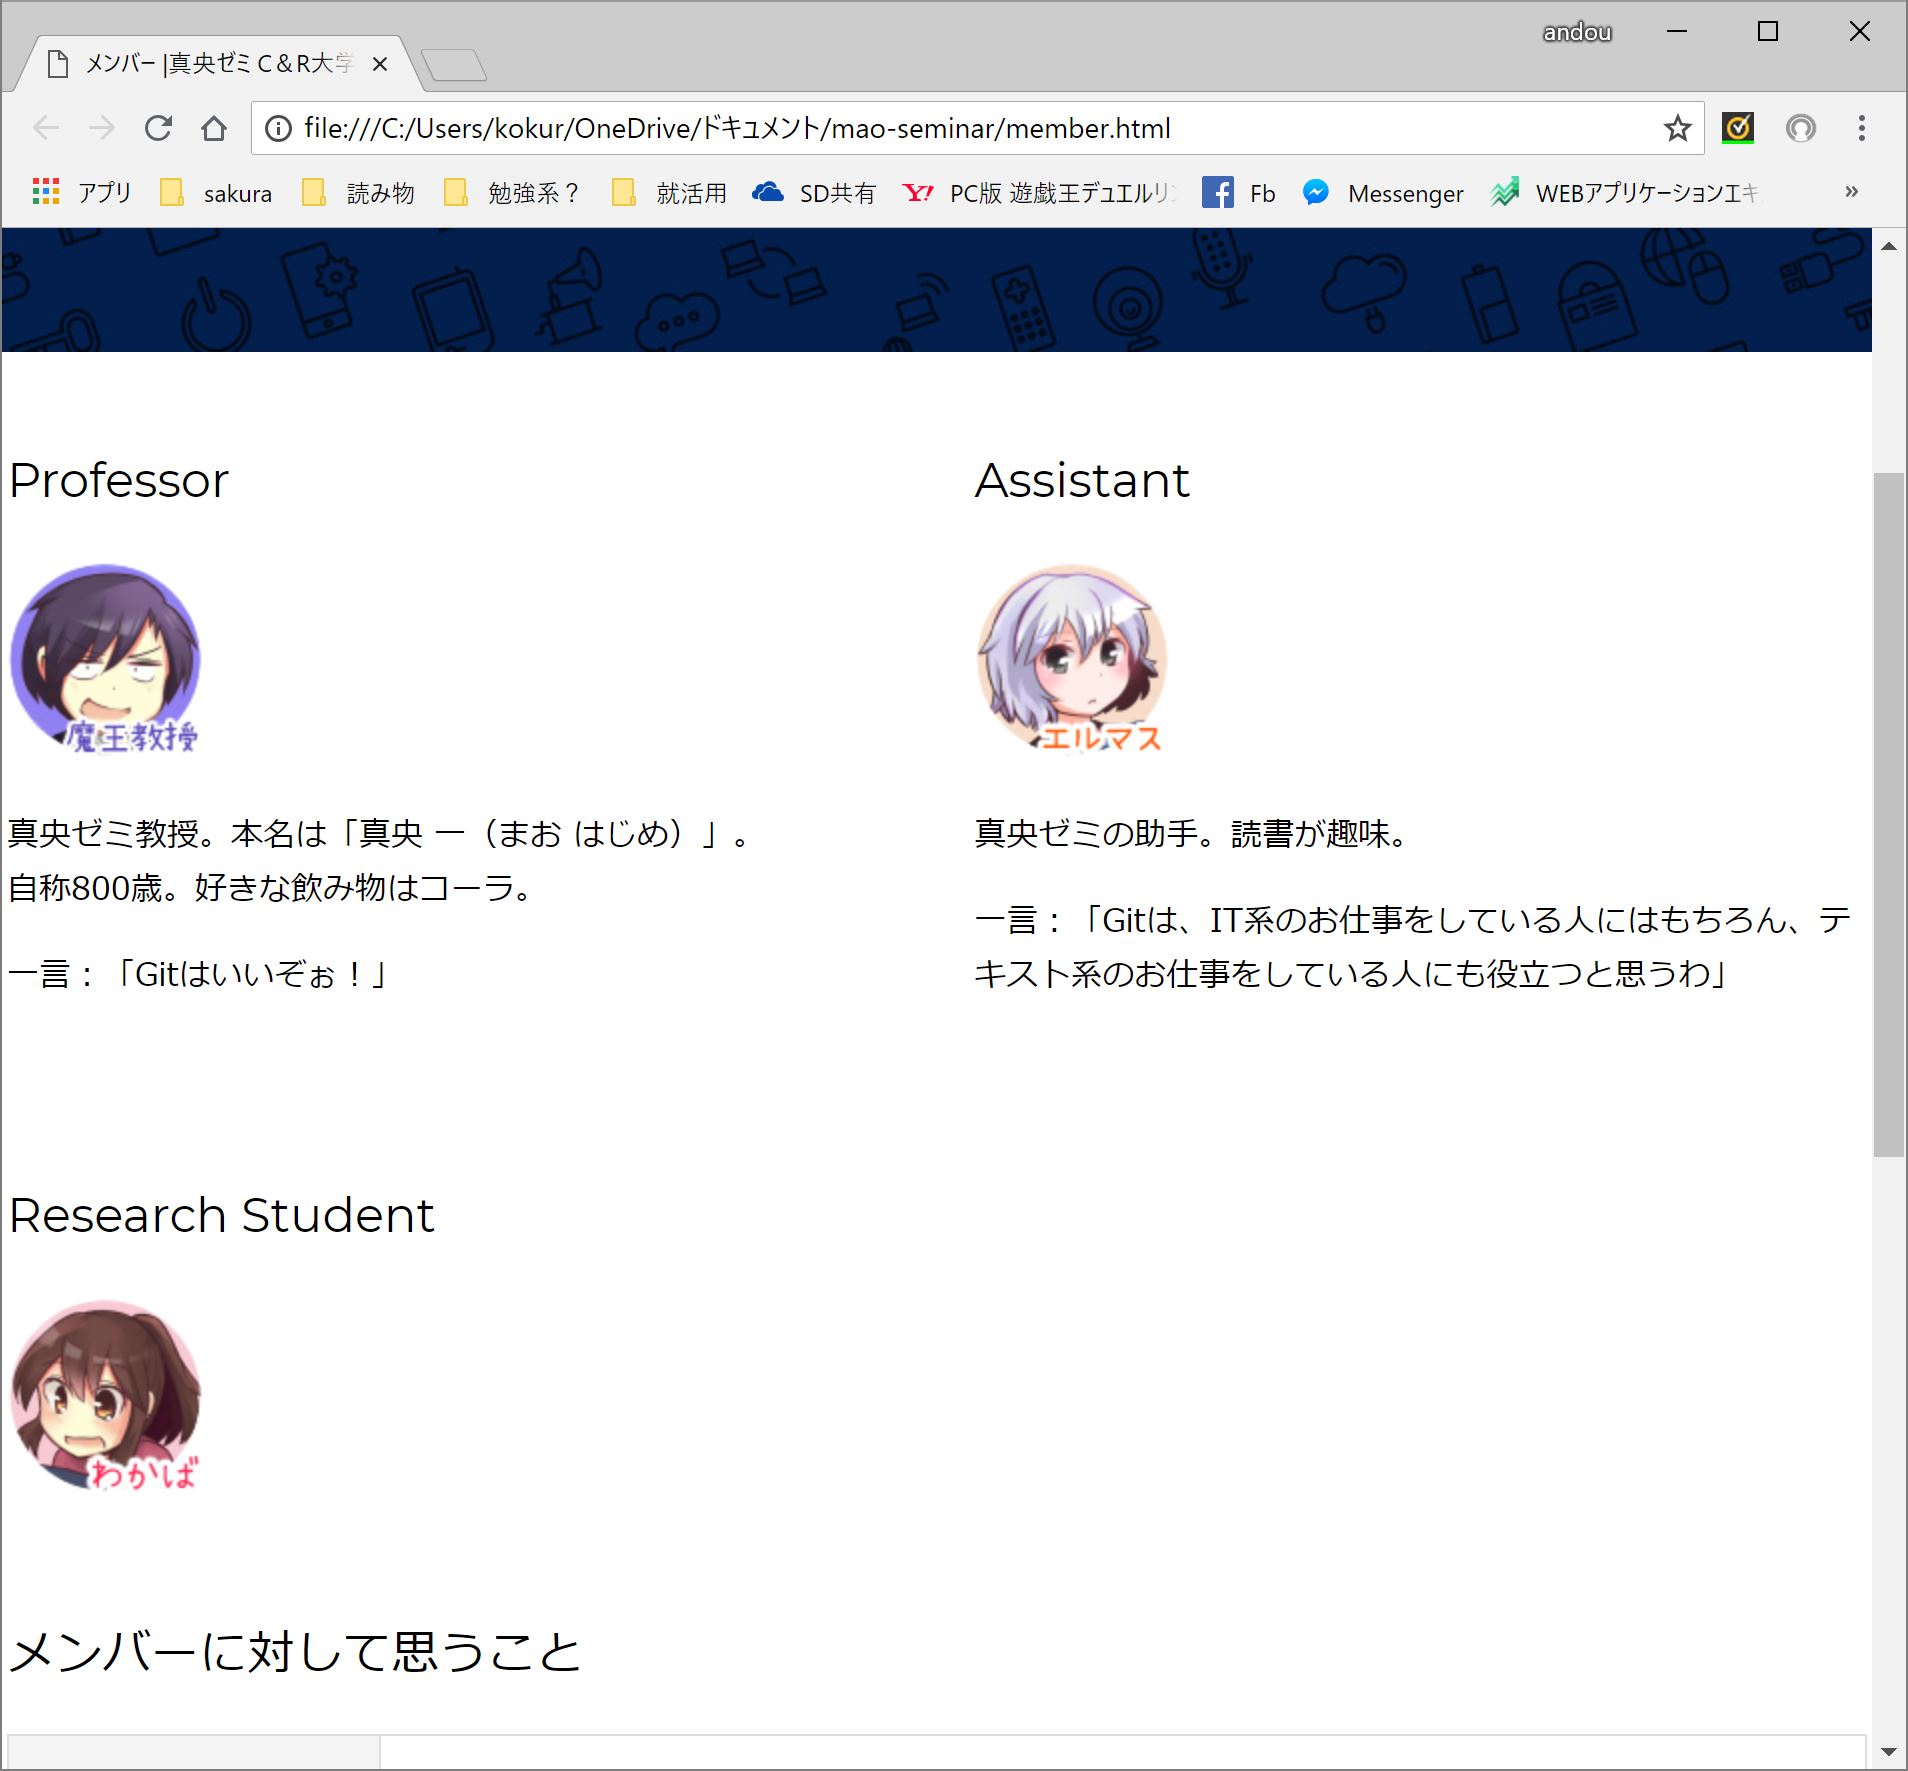 andou
メンバー |真央ゼミ C＆R大学
file:///C:/Users/kokur/OneDrive/ドキュメント/mao-seminar/member.html
アプリ sakura 読み物 勉強系？ 就活用 SD共有 Y! PC版 遊戯王デュエルリン Fb Messenger WEBアプリケーションエキ »
Professor
魔王教授
真央ゼミ教授。本名は「真央 一（まお はじめ）」。
自称800歳。好きな飲み物はコーラ。
一言：「Gitはいいぞぉ！」
Assistant
エルマス
真央ゼミの助手。読書が趣味。
一言：「Gitは、IT系のお仕事をしている人にはもちろん、テ
キスト系のお仕事をしている人にも役立つと思うわ」
Research Student
わかば
メンバーに対して思うこと